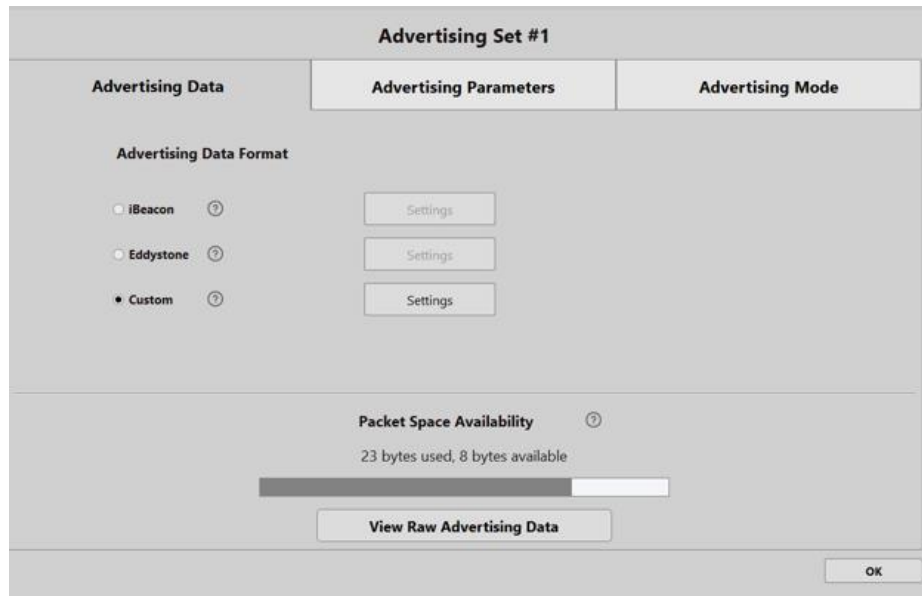 Advertising Set #1
Advertising Data Advertising Parameters Advertising Mode
Advertising Data Format
iBeacon ? Settings
Eddystone ? Settings
Custom ? Settings
Packet Space Availability ?
23 bytes used, 8 bytes available
View Raw Advertising Data
OK